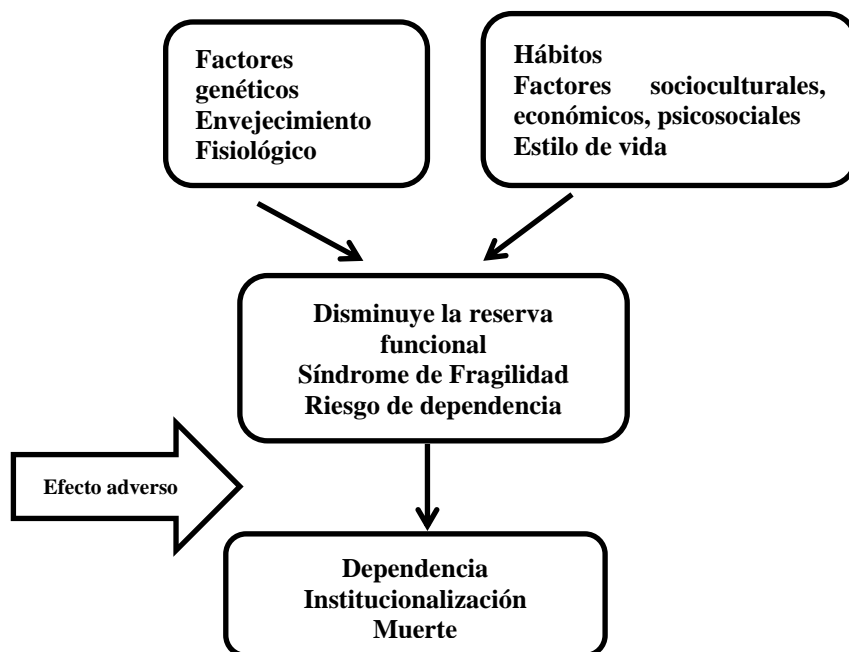 Factores
genéticos
Envejecimiento
Fisiológico
Hábitos
Factores socioculturales,
económicos, psicosociales
Estilo de vida
Disminuye la reserva
funcional
Síndrome de Fragilidad
Riesgo de dependencia
Efecto adverso
Dependencia
Institucionalización
Muerte